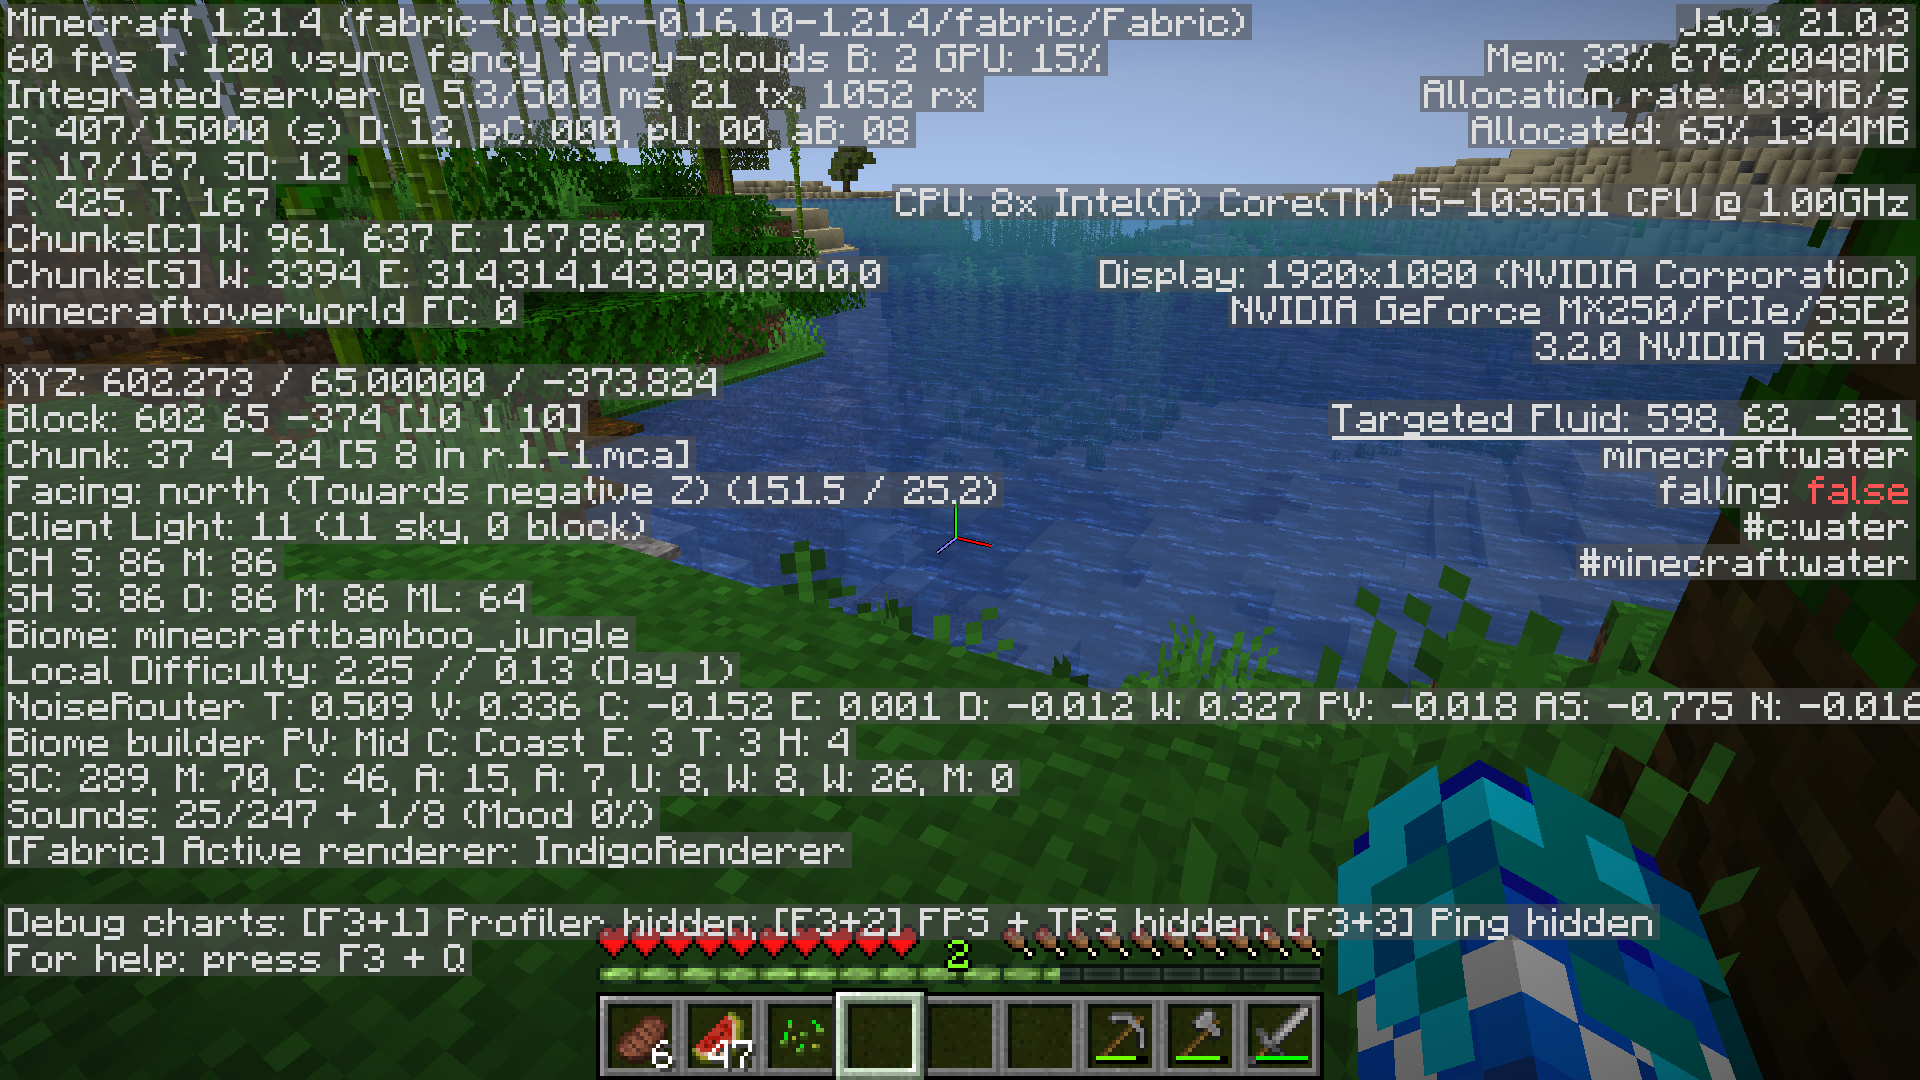 Minecraft 1.21.4 (fabric-loader-0.16.10-1.21.4/fabric/Fabric)
60 fps T: 120 vsync fancy fancy-clouds B: 2 GPU: 15%
Integrated server @ 5.3/50.0 ms, 21 tx, 1052 rx
C: 407/15000 (s) D: 12, pC: 000, pU: 00, aB: 08
E: 17/167, SD: 12
P: 425. T: 167
Chunks[C] W: 961, 637 E: 167,86,637
Chunks[S] W: 3394 E: 314,314,143,890,890,0,0
minecraft:overworld FC: 0
XYZ: 602.273 / 65.00000 / -373.824
Block: 602 65 -374 [10 1 10]
Chunk: 37 4 -24 [5 8 in r.1.-1.mca]
Facing: north (Towards negative Z) (151.5 / 25.2)
Client Light: 11 (11 sky, 0 block)
CH S: 86 M: 86
SH S: 86 O: 86 M: 86 ML: 64
Biome: minecraft:bamboo_jungle
Local Difficulty: 2.25 // 0.13 (Day 1)
NoiseRouter T: 0.509 V: 0.336 C: -0.152 E: 0.001 D: -0.012 W: 0.327 PV: -0.018 AS: -0.775 N: -0.016
Biome builder PV: Mid C: Coast E: 3 T: 3 H: 4
SC: 289, M: 70, C: 46, A: 15, A: 7, U: 8, W: 8, W: 26, M: 0
Sounds: 25/247 + 1/8 (Mood 0%)
[Fabric] Active renderer: IndigoRenderer
Debug charts: [F3+1] Profiler hidden; [F3+2] FPS + TPS hidden; [F3+3] Ping hidden
For help: press F3 + Q
Java: 21.0.3
Mem: 33% 676/2048MB
Allocation rate: 039MB/s
Allocated: 65% 1344MB
CPU: 8x Intel(R) Core(TM) i5-1035G1 CPU @ 1.00GHz
Display: 1920x1080 (NVIDIA Corporation)
NVIDIA GeForce MX250/PCIe/SSE2
3.2.0 NVIDIA 565.77
Targeted Fluid: 598, 62, -381
minecraft:water
falling: false
#c:water
#minecraft:water
2
6
47